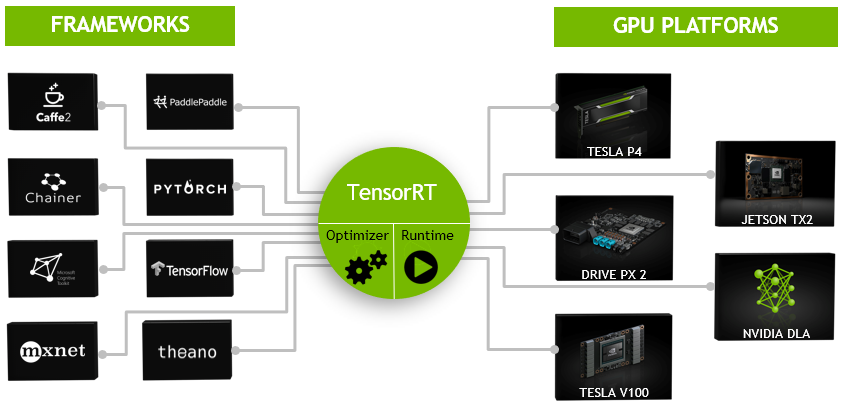 FRAMEWORKS
GPU PLATFORMS
Caffe2
PaddlePaddle
Chainer
PYTORCH
Microsoft
Cognitive
Toolkit
TensorFlow
mxnet
theano
TensorRT
Optimizer
Runtime
TESLA
TESLA P4
JETSON TX2
DRIVE PX 2
NVIDIA DLA
TESLA V100